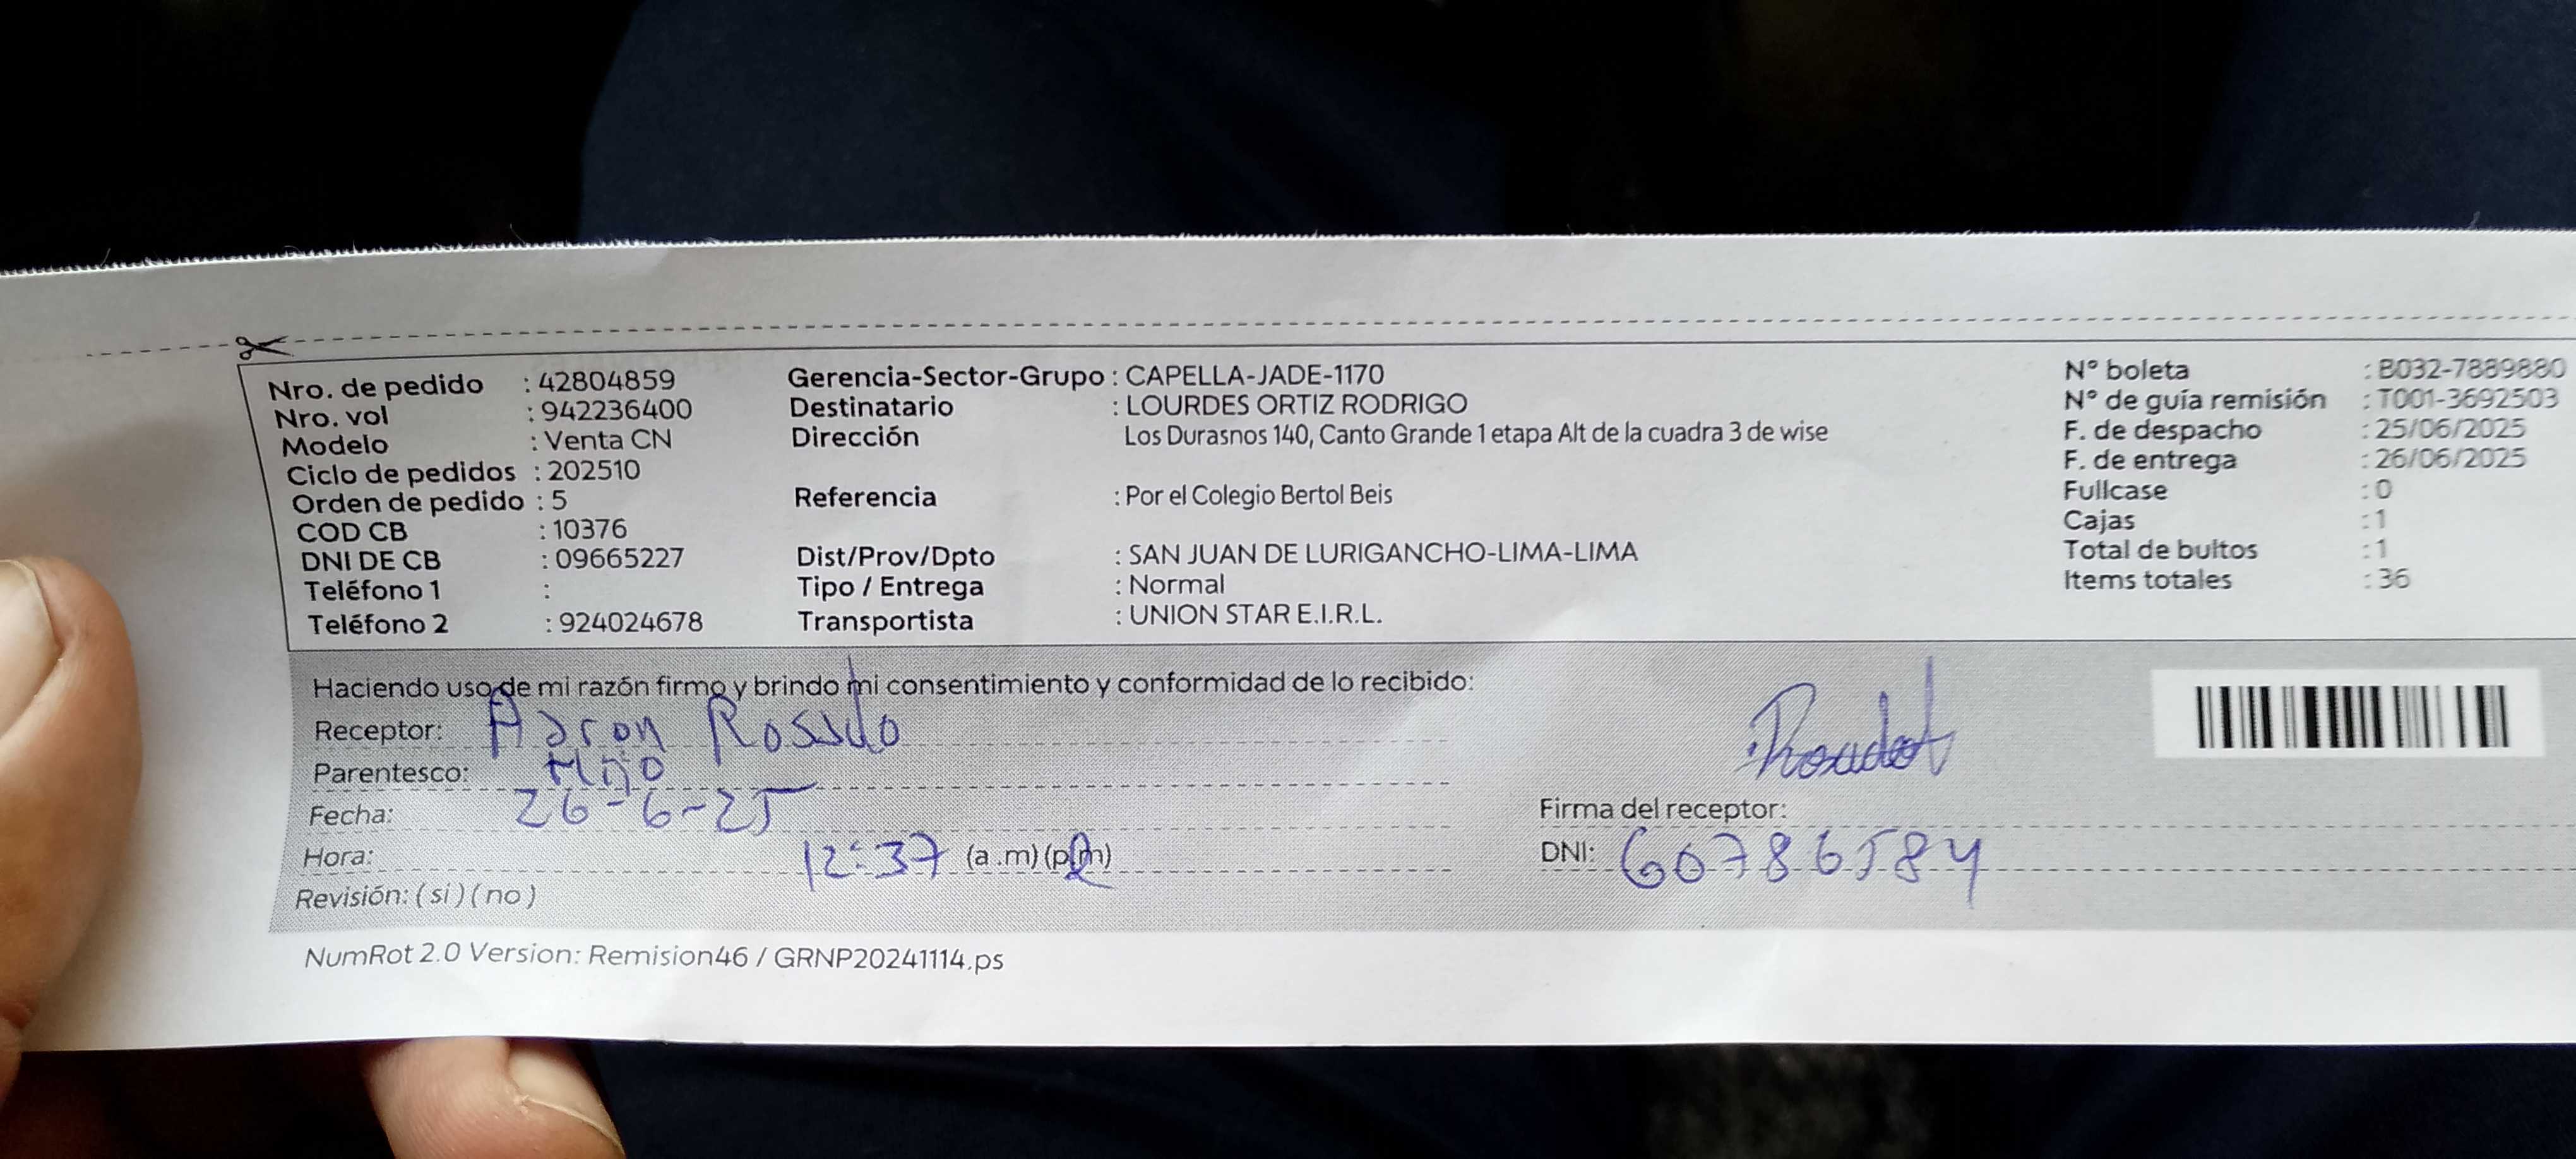 Nro. de pedido : 42804859
Nro. vol : 942236400
Modelo : Venta CN
Ciclo de pedidos : 202510
Orden de pedido : 5
COD CB : 10376
DNI DE CB : 09665227
Teléfono 1 :
Teléfono 2 : 924024678
Gerencia-Sector-Grupo : CAPELLA-JADE-1170
Destinatario : LOURDES ORTIZ RODRIGO
Dirección Los Durasnos 140, Canto Grande 1 etapa Alt de la cuadra 3 de wise
Referencia : Por el Colegio Bertol Beis
Dist/Prov/Dpto : SAN JUAN DE LURIGANCHO-LIMA-LIMA
Tipo / Entrega : Normal
Transportista : UNION STAR E.I.R.L.
N° boleta : B032-7889880
N° de guía remisión : T001-3692503
F. de despacho : 25/06/2025
F. de entrega : 26/06/2025
Fullcase : 0
Cajas : 1
Total de bultos : 1
Items totales : 36
Haciendo uso de mi razón firmo y brindo mi consentimiento y conformidad de lo recibido:
Receptor: Aaron
Parentesco: Hijo
Fecha: 26-6-25
Hora: 12:37 (a.m) (p.m)
Revisión: (si) (no)
Firma del receptor:
DNI: 60786584
NumRot 2.0 Version: Remision46 / GRNP20241114.ps